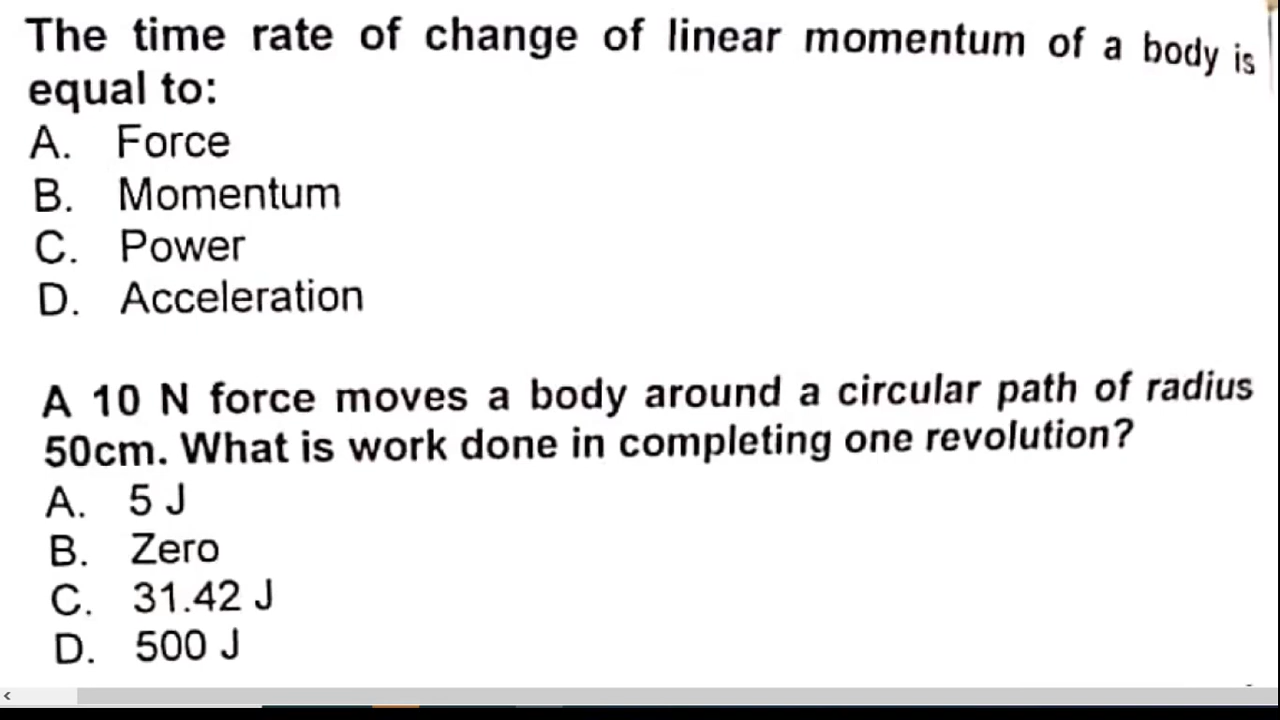 The time rate of change of linear momentum of a body is
equal to:
A. Force
B. Momentum
C. Power
D. Acceleration
A 10 N force moves a body around a circular path of radius
50cm. What is work done in completing one revolution?
A. 5 J
B. Zero
C. 31.42 J
D. 500 J